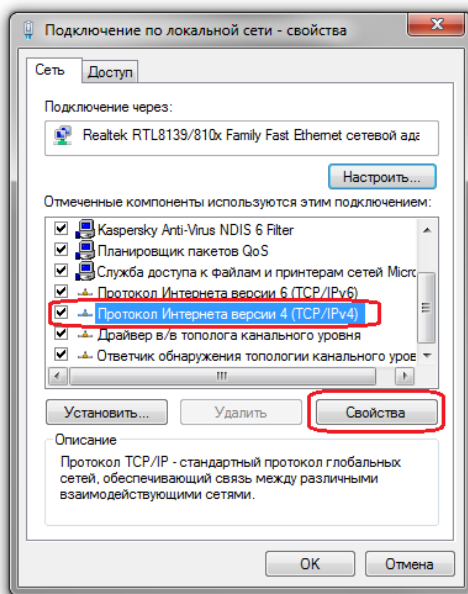 Подключение по локальной сети - свойства
Сеть
Доступ
Подключение через:
Realtek RTL8139/810x Family Fast Ethernet сетевой ада
Настроить...
Отмеченные компоненты используются этим подключением:
Kaspersky Anti-Virus NDIS 6 Filter
Планировщик пакетов QoS
Служба доступа к файлам и принтерам сетей Micro
Протокол Интернета версии 6 (TCP/IPv6)
Протокол Интернета версии 4 (TCP/IPv4)
Драйвер в/в тополога канального уровня
Ответчик обнаружения топологии канального уров
Установить...
Удалить
Свойства
Описание
Протокол TCP/IP - стандартный протокол глобальных
сетей, обеспечивающий связь между различными
взаимодействующими сетями.
ОК
Отмена